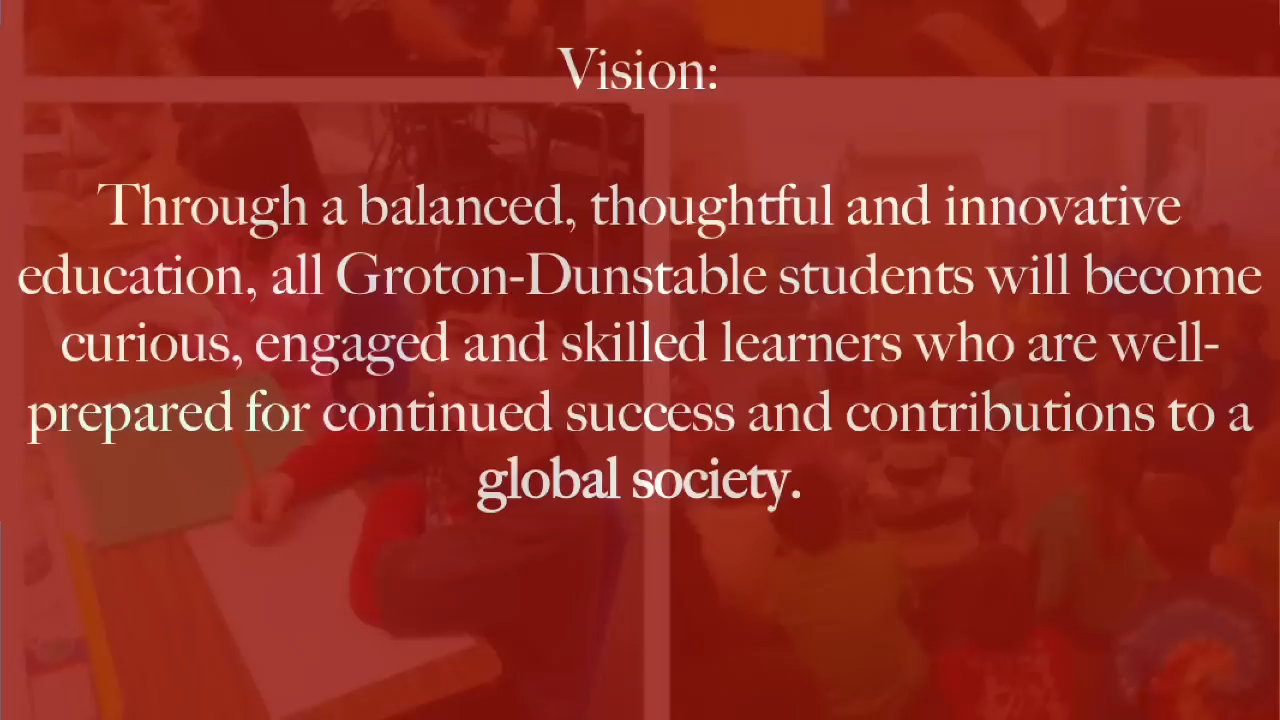 Vision:
Through a balanced, thoughtful and innovative
education, all Groton-Dunstable students will become
curious, engaged and skilled learners who are well-
prepared for continued success and contributions to a
global society.